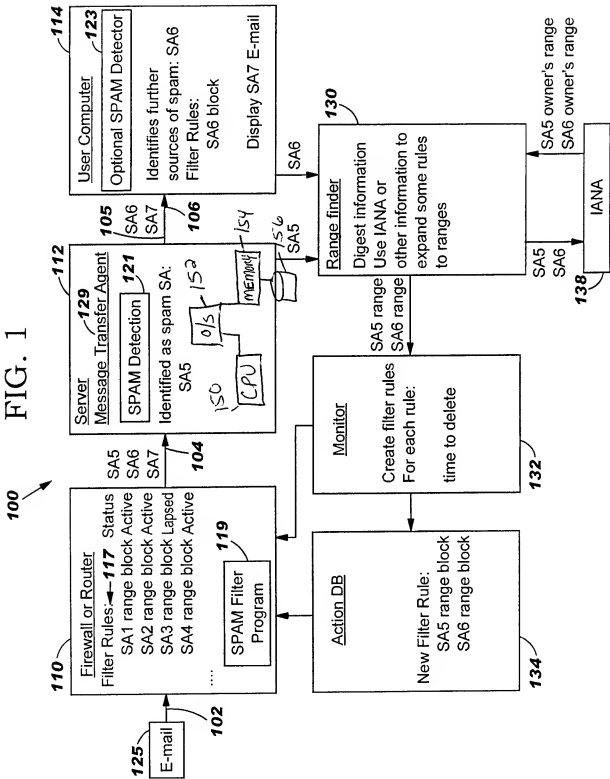 FIG. 1
100
125
E-mail
102
110
Firewall or Router
Filter Rules: 117 Status
SA1 range block Active
SA2 range block Active
SA3 range block Lapsed
SA4 range block Active
....
119
SPAM Filter
Program
SA5
SA6
SA7
104
112
Server
Message Transfer Agent
129
121
SPAM Detection
Identified as spam SA:
SA5
150
CPU
O/S
152
MEMORY
154
156
105
SA6
SA7
106
114
User Computer
123
Optional SPAM Detector
Identifies further
sources of spam: SA6
Filter Rules:
SA6 block
Display SA7 E-mail
SA5
SA6
134
Action DB
New Filter Rule:
SA5 range block
SA6 range block
132
Monitor
Create filter rules
For each rule:
time to delete
SA5 range
SA6 range
130
Range finder
Digest information
Use IANA or
other information to
expand some rules
to ranges
SA5
SA6
SA5 owner's range
SA6 owner's range
138
IANA